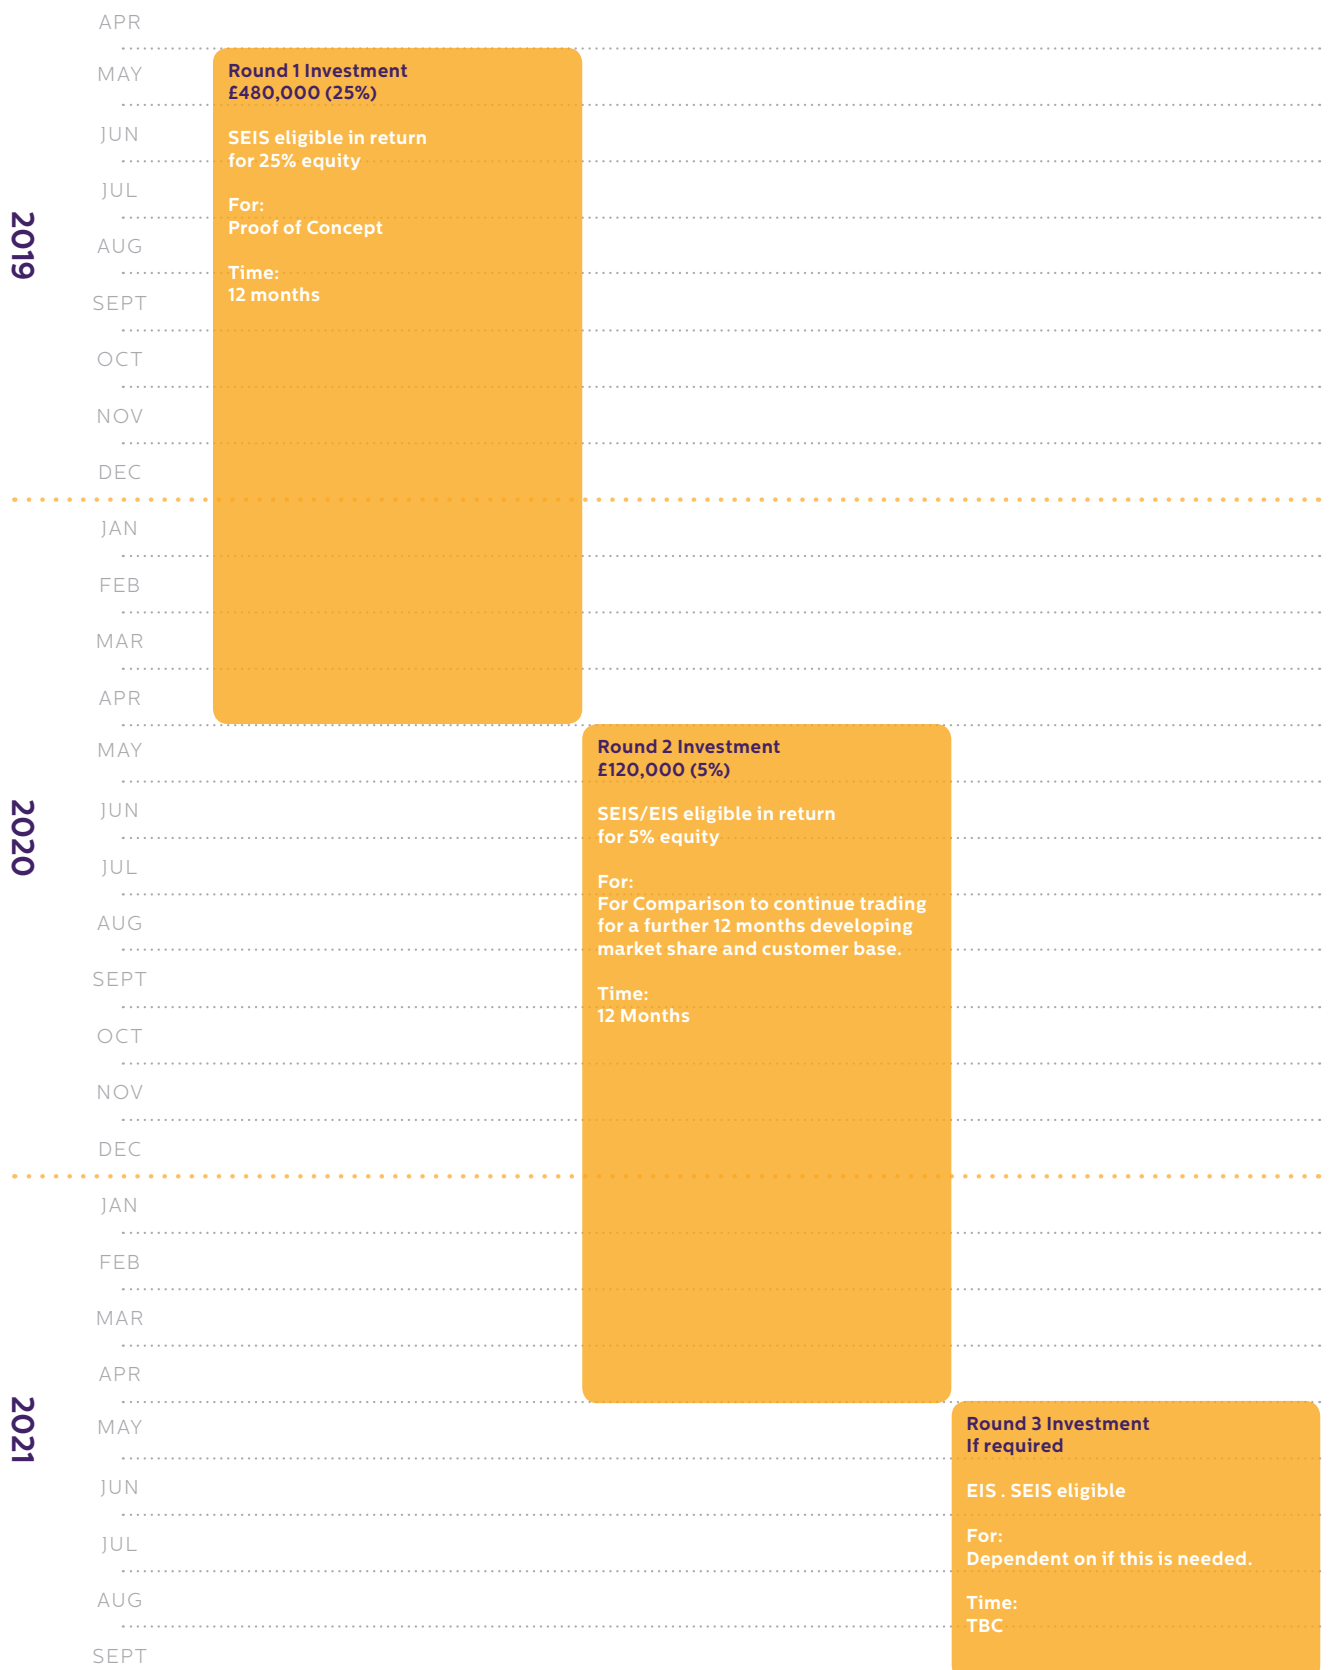 2019
APR
MAY
JUN
JUL
AUG
SEPT
OCT
NOV
DEC
Round 1 Investment
£480,000 (25%)
SEIS eligible in return
for 25% equity
For:
Proof of Concept
Time:
12 months
2020
JAN
FEB
MAR
APR
MAY
JUN
JUL
AUG
SEPT
OCT
NOV
DEC
Round 2 Investment
£120,000 (5%)
SEIS/EIS eligible in return
for 5% equity
For:
For Comparison to continue trading
for a further 12 months developing
market share and customer base.
Time:
12 Months
2021
JAN
FEB
MAR
APR
MAY
JUN
JUL
AUG
SEPT
Round 3 Investment
If required
EIS . SEIS eligible
For:
Dependent on if this is needed.
Time:
TBC